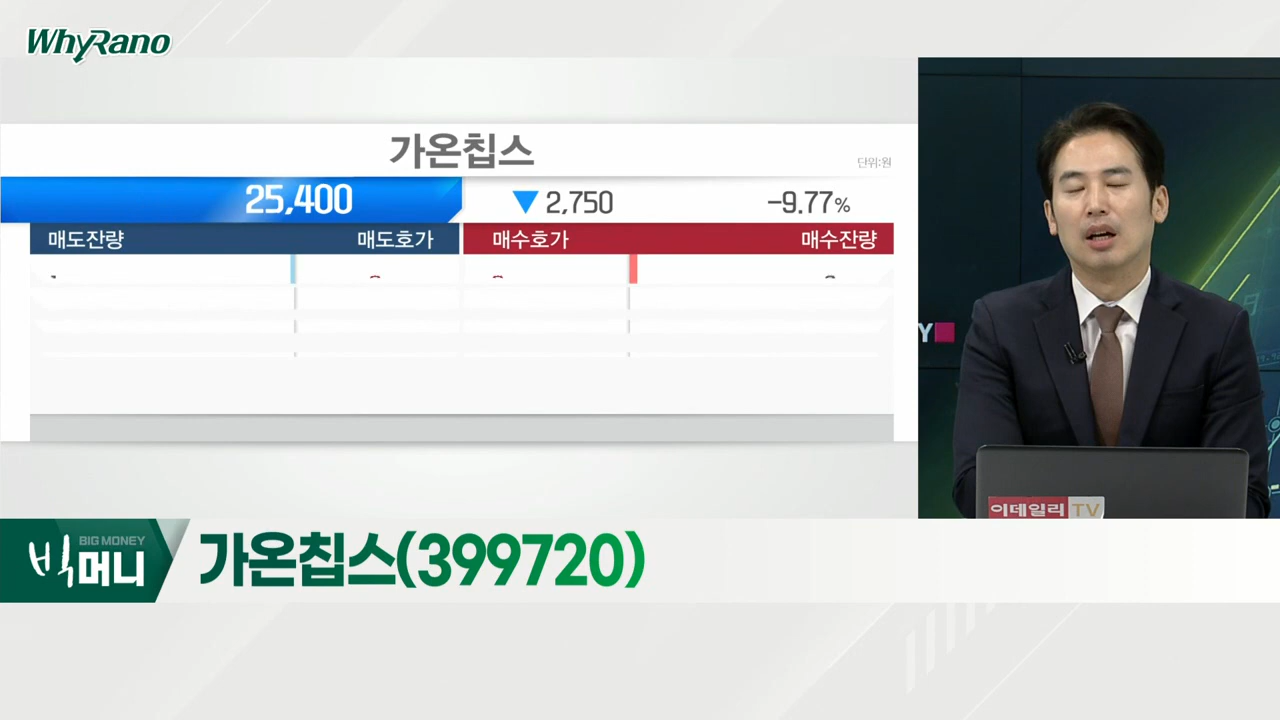 WhyRano
가온칩스
단위:원
25,400 ▼ 2,750 -9.77%
매도잔량 매도호가 매수호가 매수잔량
Y
이데일리 TV
BIG MONEY
빅머니
가온칩스(399720)